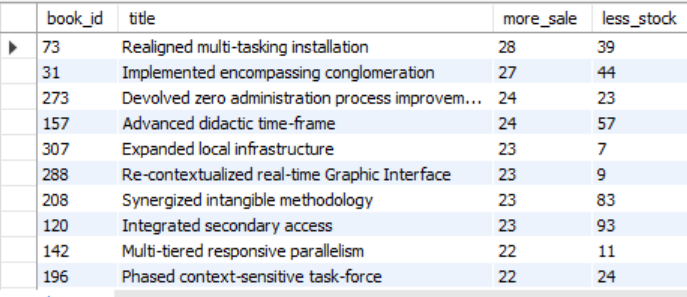 book_id title more_sale less_stock
73 Realigned multi-tasking installation 28 39
31 Implemented encompassing conglomeration 27 44
273 Devolved zero administration process improvem... 24 23
157 Advanced didactic time-frame 24 57
307 Expanded local infrastructure 23 7
288 Re-contextualized real-time Graphic Interface 23 9
208 Synergized intangible methodology 23 83
120 Integrated secondary access 23 93
142 Multi-tiered responsive parallelism 22 11
196 Phased context-sensitive task-force 22 24